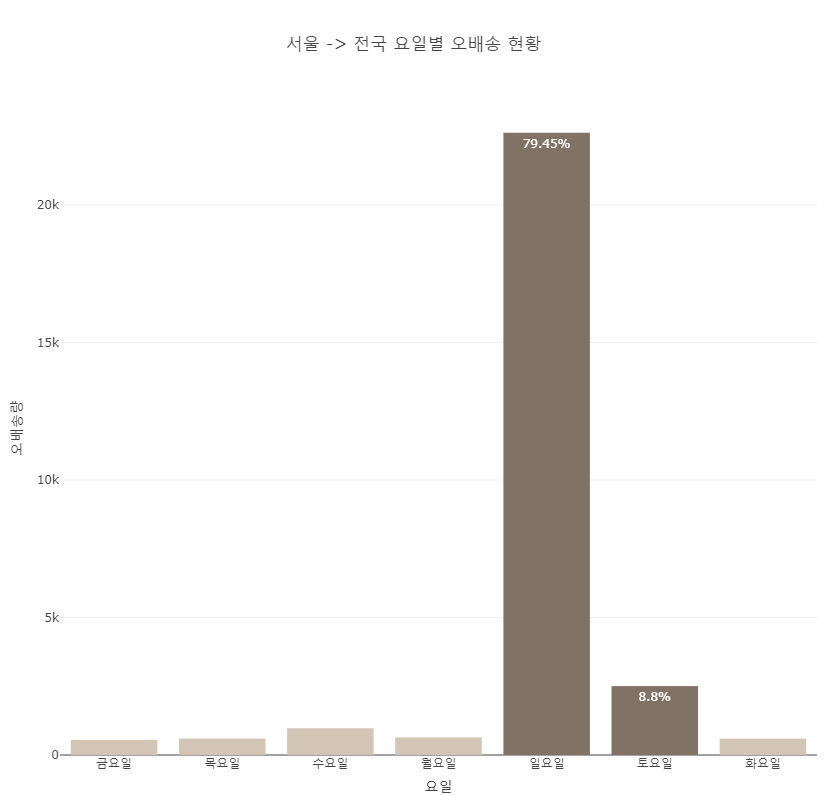 서울 -> 전국 요일별 오배송 현황
79.45%
20k
15k
10k
오배송량
5k
8.8%
0
금요일 목요일 수요일 월요일 일요일 토요일 화요일
요일